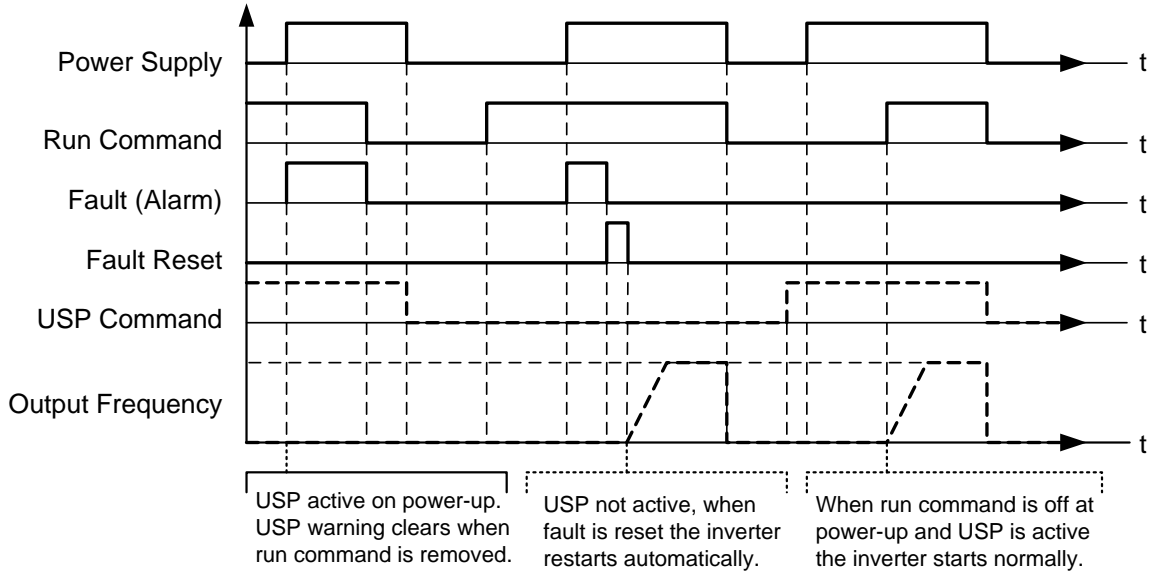 Power Supply
t
Run Command
t
Fault (Alarm)
t
Fault Reset
t
USP Command
t
Output Frequency
t
USP active on power-up.
USP warning clears when
run command is removed.
USP not active, when
fault is reset the inverter
restarts automatically.
When run command is off at
power-up and USP is active
the inverter starts normally.